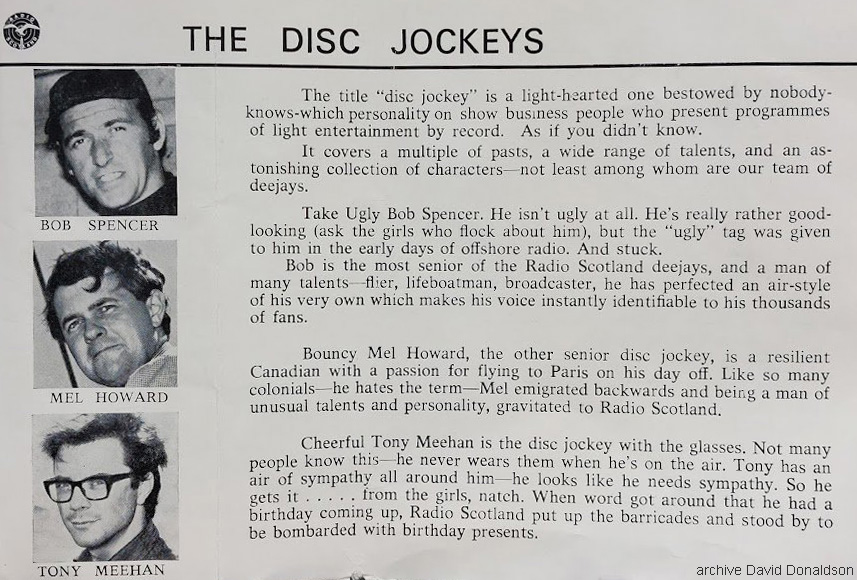 THE DISC JOCKEYS
BOB SPENCER
MEL HOWARD
TONY MEEHAN
The title "disc jockey" is a light-hearted one bestowed by nobody-
knows-which personality on show business people who present programmes
of light entertainment by record. As if you didn't know.
It covers a multiple of pasts, a wide range of talents, and an as-
tonishing collection of characters—not least among whom are our team of
deejays.
Take Ugly Bob Spencer. He isn't ugly at all. He's really rather good-
looking (ask the girls who flock about him), but the "ugly" tag was given
to him in the early days of offshore radio. And stuck.
Bob is the most senior of the Radio Scotland deejays, and a man of
many talents—flier, lifeboatman, broadcaster, he has perfected an air-style
of his very own which makes his voice instantly identifiable to his thousands
of fans.
Bouncy Mel Howard, the other senior disc jockey, is a resilient
Canadian with a passion for flying to Paris on his day off. Like so many
colonials—he hates the term—Mel emigrated backwards and being a man of
unusual talents and personality, gravitated to Radio Scotland.
Cheerful Tony Meehan is the disc jockey with the glasses. Not many
people know this—he never wears them when he's on the air. Tony has an
air of sympathy all around him—he looks like he needs sympathy. So he
gets it . . . . . from the girls, natch. When word got around that he had a
birthday coming up, Radio Scotland put up the barricades and stood by to
be bombarded with birthday presents.
archive David Donaldson